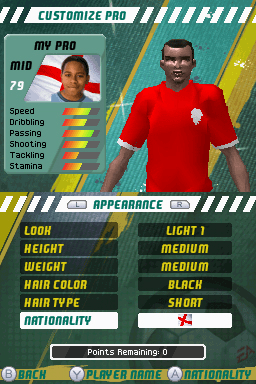 CUSTOMIZE PRO
MY PRO
MID
79
Speed
Dribbling
Passing
Shooting
Tackling
Stamina
L APPEARANCE R
LOOK LIGHT 1
HEIGHT MEDIUM
WEIGHT MEDIUM
HAIR COLOR BLACK
HAIR TYPE SHORT
NATIONALITY
Points Remaining: 0
B BACK Y PLAYER NAME A NATIONALITY